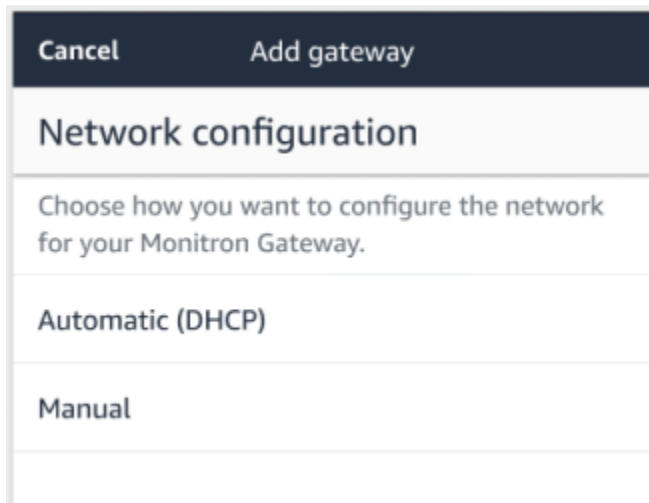 Cancel
Add gateway
Network configuration
Choose how you want to configure the network
for your Monitron Gateway.
Automatic (DHCP)
Manual